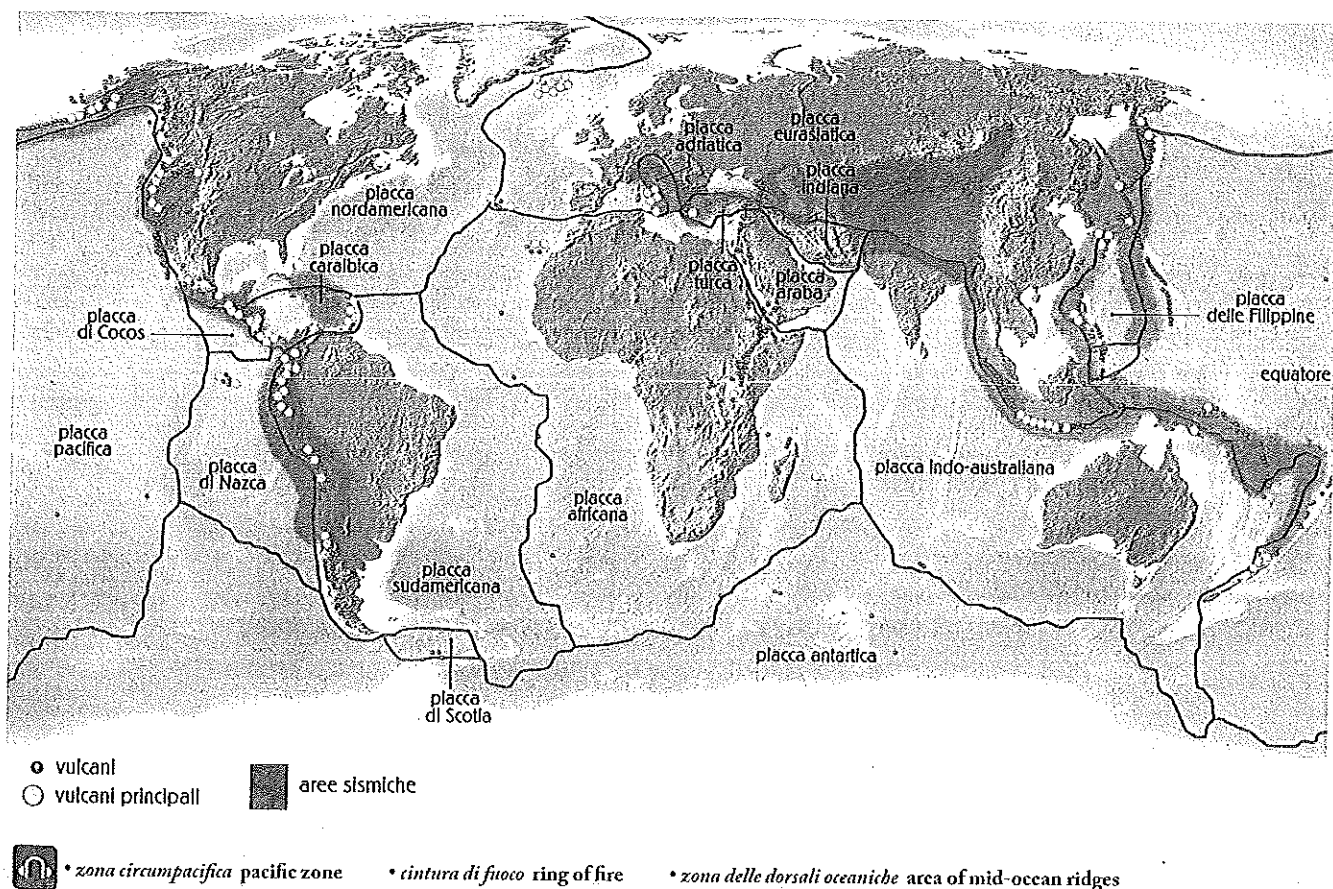 placca
adriatica
placca
eurasiatica
placca
indiana
placca
nordamericana
placca
caraibica
placca
turca
placca
araba
placca
di Cocos
placca
delle Filippine
equatore
placca
pacifica
placca
di Nazca
placca indo-australiana
placca
africana
placca
sudamericana
placca antartica
placca
di Scotia
vulcani
vulcani principali
aree sismiche
• zona circumpacifica pacific zone • cintura di fuoco ring of fire • zona delle dorsali oceaniche area of mid-ocean ridges